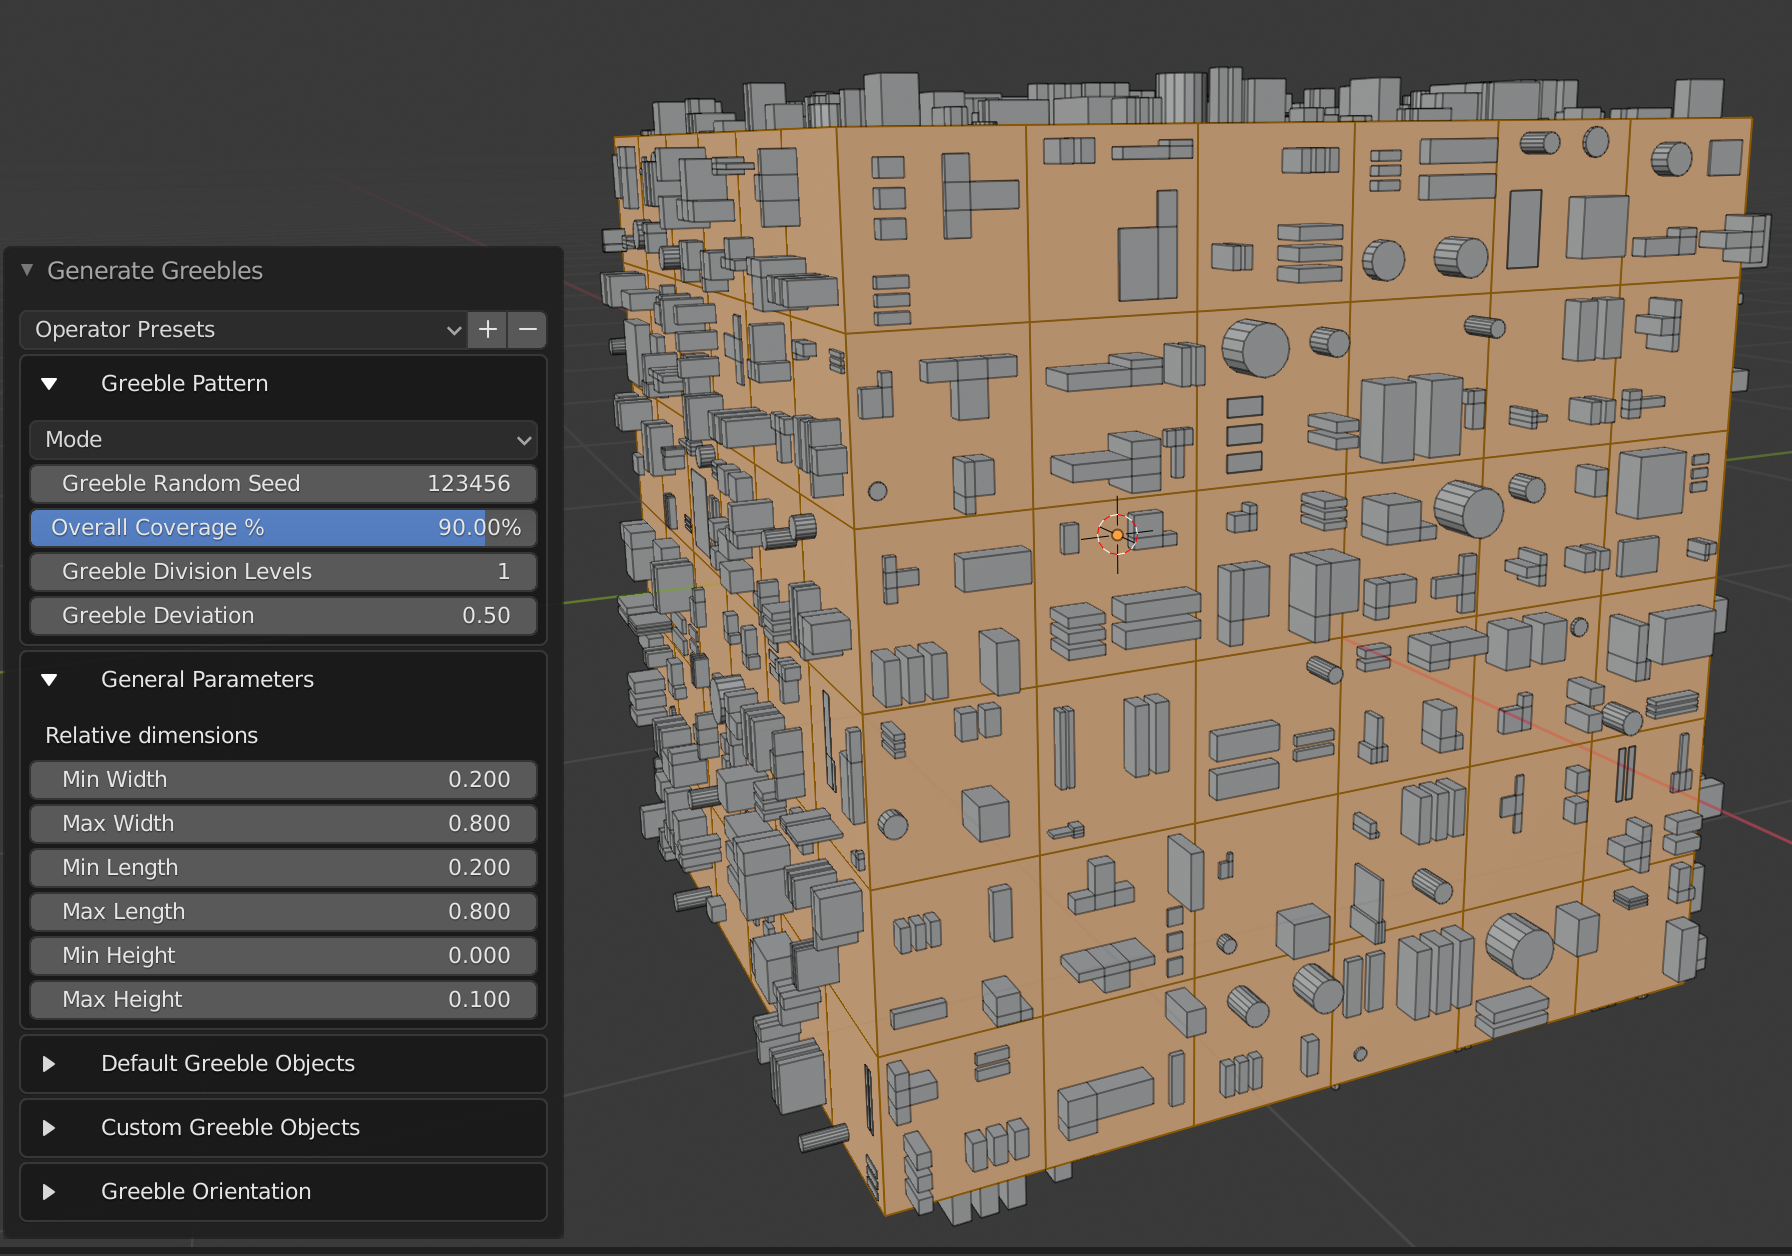 Generate Greebles
Operator Presets
Greeble Pattern
Mode
Greeble Random Seed 123456
Overall Coverage % 90.00%
Greeble Division Levels 1
Greeble Deviation 0.50
General Parameters
Relative dimensions
Min Width 0.200
Max Width 0.800
Min Length 0.200
Max Length 0.800
Min Height 0.000
Max Height 0.100
Default Greeble Objects
Custom Greeble Objects
Greeble Orientation